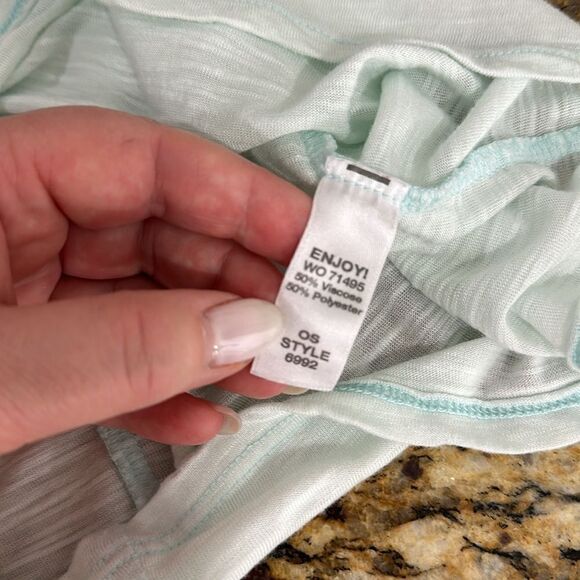 ENJOY!
WO 71495
50% Viscose
50% Polyester
OS
STYLE
6992